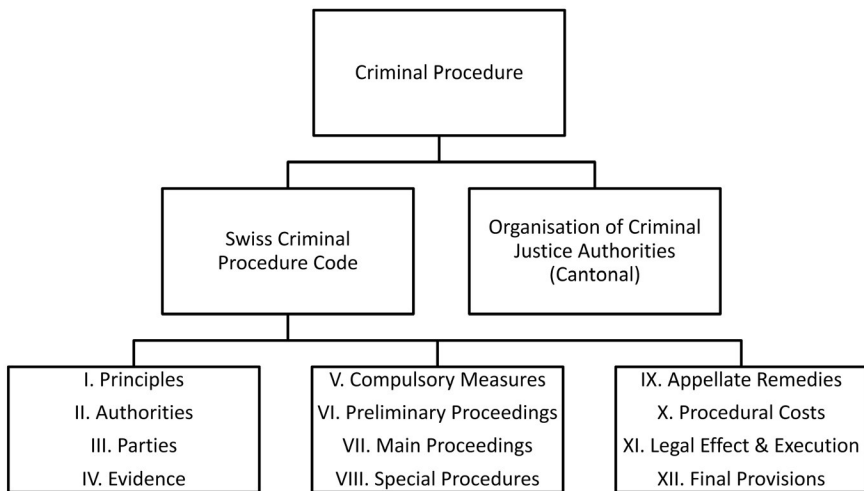 Criminal Procedure
Swiss Criminal
Procedure Code
Organisation of Criminal
Justice Authorities
(Cantonal)
I. Principles
II. Authorities
III. Parties
IV. Evidence
V. Compulsory Measures
VI. Preliminary Proceedings
VII. Main Proceedings
VIII. Special Procedures
IX. Appellate Remedies
X. Procedural Costs
XI. Legal Effect & Execution
XII. Final Provisions